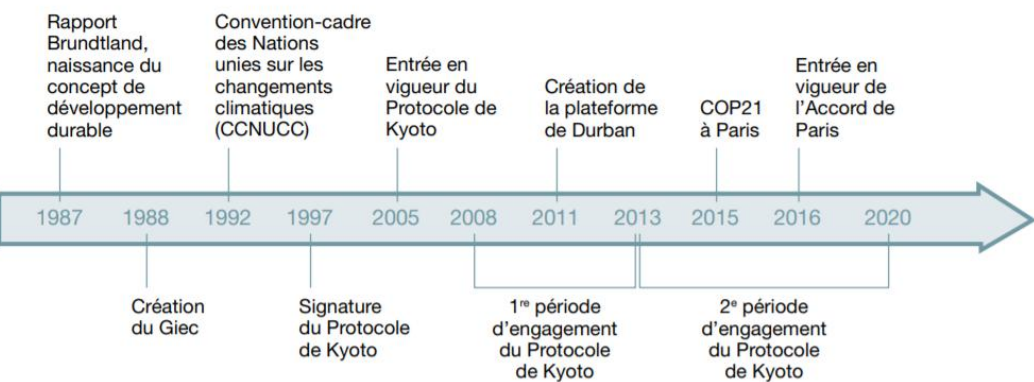 Rapport
Brundtland,
naissance du
concept de
développement
durable
Convention-cadre
des Nations
unies sur les
changements
climatiques
(CCNUCC)
Entrée en
vigueur du
Protocole de
Kyoto
Création de
la plateforme
de Durban
COP21
à Paris
Entrée en
vigueur de
l’Accord de
Paris
1987 1988 1992 1997 2005 2008 2011 2013 2015 2016 2020
Création
du Giec
Signature
du Protocole
de Kyoto
1re période
d’engagement
du Protocole
de Kyoto
2e période
d’engagement
du Protocole
de Kyoto